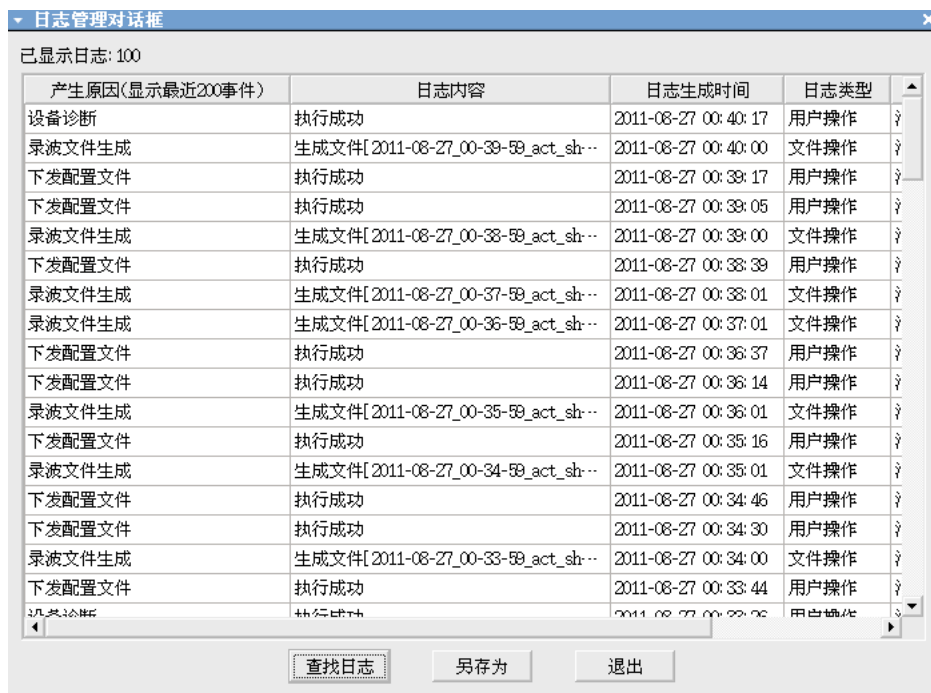 日志管理对话框
已显示日志: 100
产生原因(显示最近200事件) 日志内容 日志生成时间 日志类型
设备诊断 执行成功 2011-08-27 00:40:17 用户操作
录波文件生成 生成文件[2011-08-27_00-39-59_act_sh… 2011-08-27 00:40:00 文件操作
下发配置文件 执行成功 2011-08-27 00:39:17 用户操作
下发配置文件 执行成功 2011-08-27 00:39:05 用户操作
录波文件生成 生成文件[2011-08-27_00-38-59_act_sh… 2011-08-27 00:39:00 文件操作
下发配置文件 执行成功 2011-08-27 00:38:39 用户操作
录波文件生成 生成文件[2011-08-27_00-37-59_act_sh… 2011-08-27 00:38:01 文件操作
录波文件生成 生成文件[2011-08-27_00-36-59_act_sh… 2011-08-27 00:37:01 文件操作
下发配置文件 执行成功 2011-08-27 00:36:37 用户操作
下发配置文件 执行成功 2011-08-27 00:36:14 用户操作
录波文件生成 生成文件[2011-08-27_00-35-59_act_sh… 2011-08-27 00:36:01 文件操作
下发配置文件 执行成功 2011-08-27 00:35:16 用户操作
录波文件生成 生成文件[2011-08-27_00-34-59_act_sh… 2011-08-27 00:35:01 文件操作
下发配置文件 执行成功 2011-08-27 00:34:46 用户操作
下发配置文件 执行成功 2011-08-27 00:34:30 用户操作
录波文件生成 生成文件[2011-08-27_00-33-59_act_sh… 2011-08-27 00:34:00 文件操作
下发配置文件 执行成功 2011-08-27 00:33:44 用户操作
设备诊断 执行成功 2011-08-27 00:33:26 用户操作
查找日志 另存为 退出